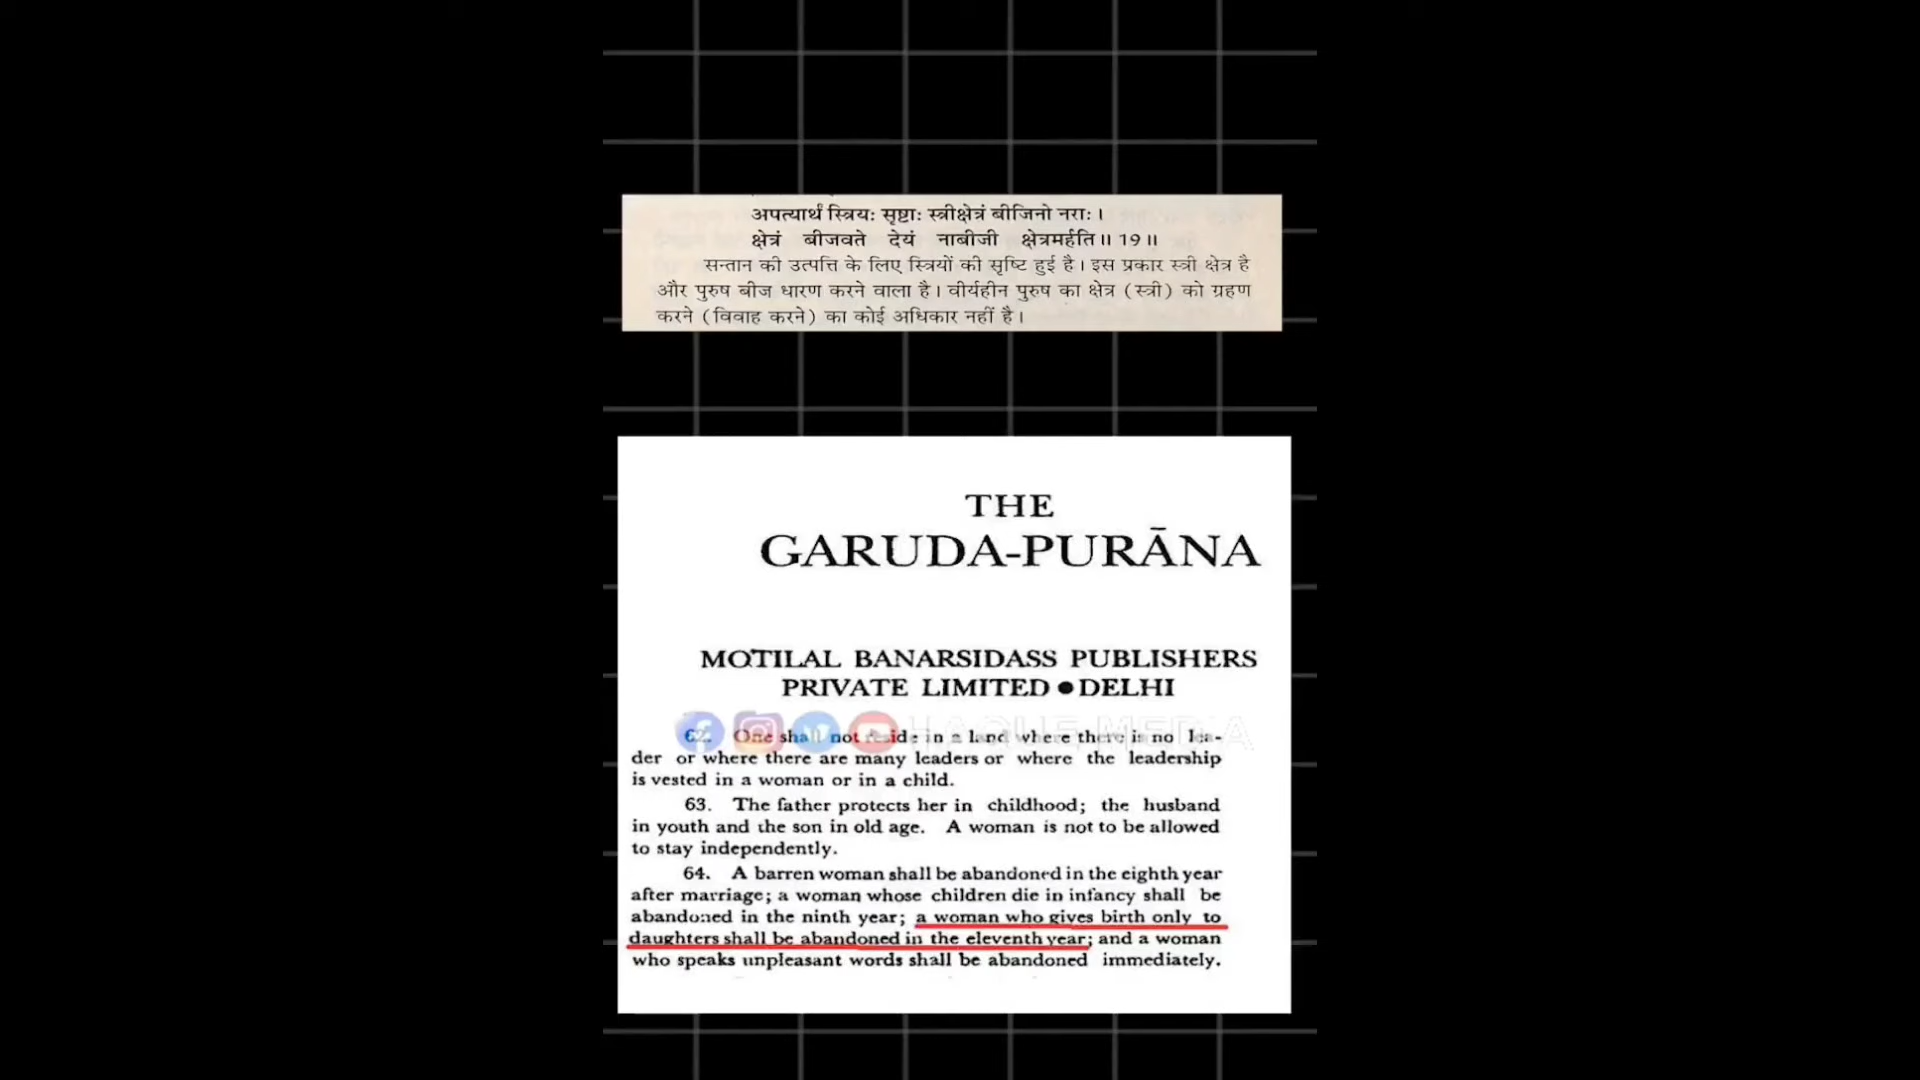 अपत्यार्थं स्त्रियः सृष्टाः स्त्रीक्षेत्रं बीजिनो नराः।
क्षेत्रं बीजवते देयं नाबीजी क्षेत्रमर्हति॥ 19॥
सन्तान की उत्पत्ति के लिए स्त्रियों की सृष्टि हुई है। इस प्रकार स्त्री क्षेत्र है
और पुरुष बीज धारण करने वाला है। वीर्यहीन पुरुष का क्षेत्र (स्त्री) को ग्रहण
करने (विवाह करने) का कोई अधिकार नहीं है।
THE
GARUDA-PURĀNA
MOTILAL BANARSIDASS PUBLISHERS
PRIVATE LIMITED ● DELHI
HAQUE MEDIA
62. One shall not reside in a land where there is no lea-
der or where there are many leaders or where the leadership
is vested in a woman or in a child.
63. The father protects her in childhood; the husband
in youth and the son in old age. A woman is not to be allowed
to stay independently.
64. A barren woman shall be abandoned in the eighth year
after marriage; a woman whose children die in infancy shall be
abandoned in the ninth year; a woman who gives birth only to
daughters shall be abandoned in the eleventh year; and a woman
who speaks unpleasant words shall be abandoned immediately.